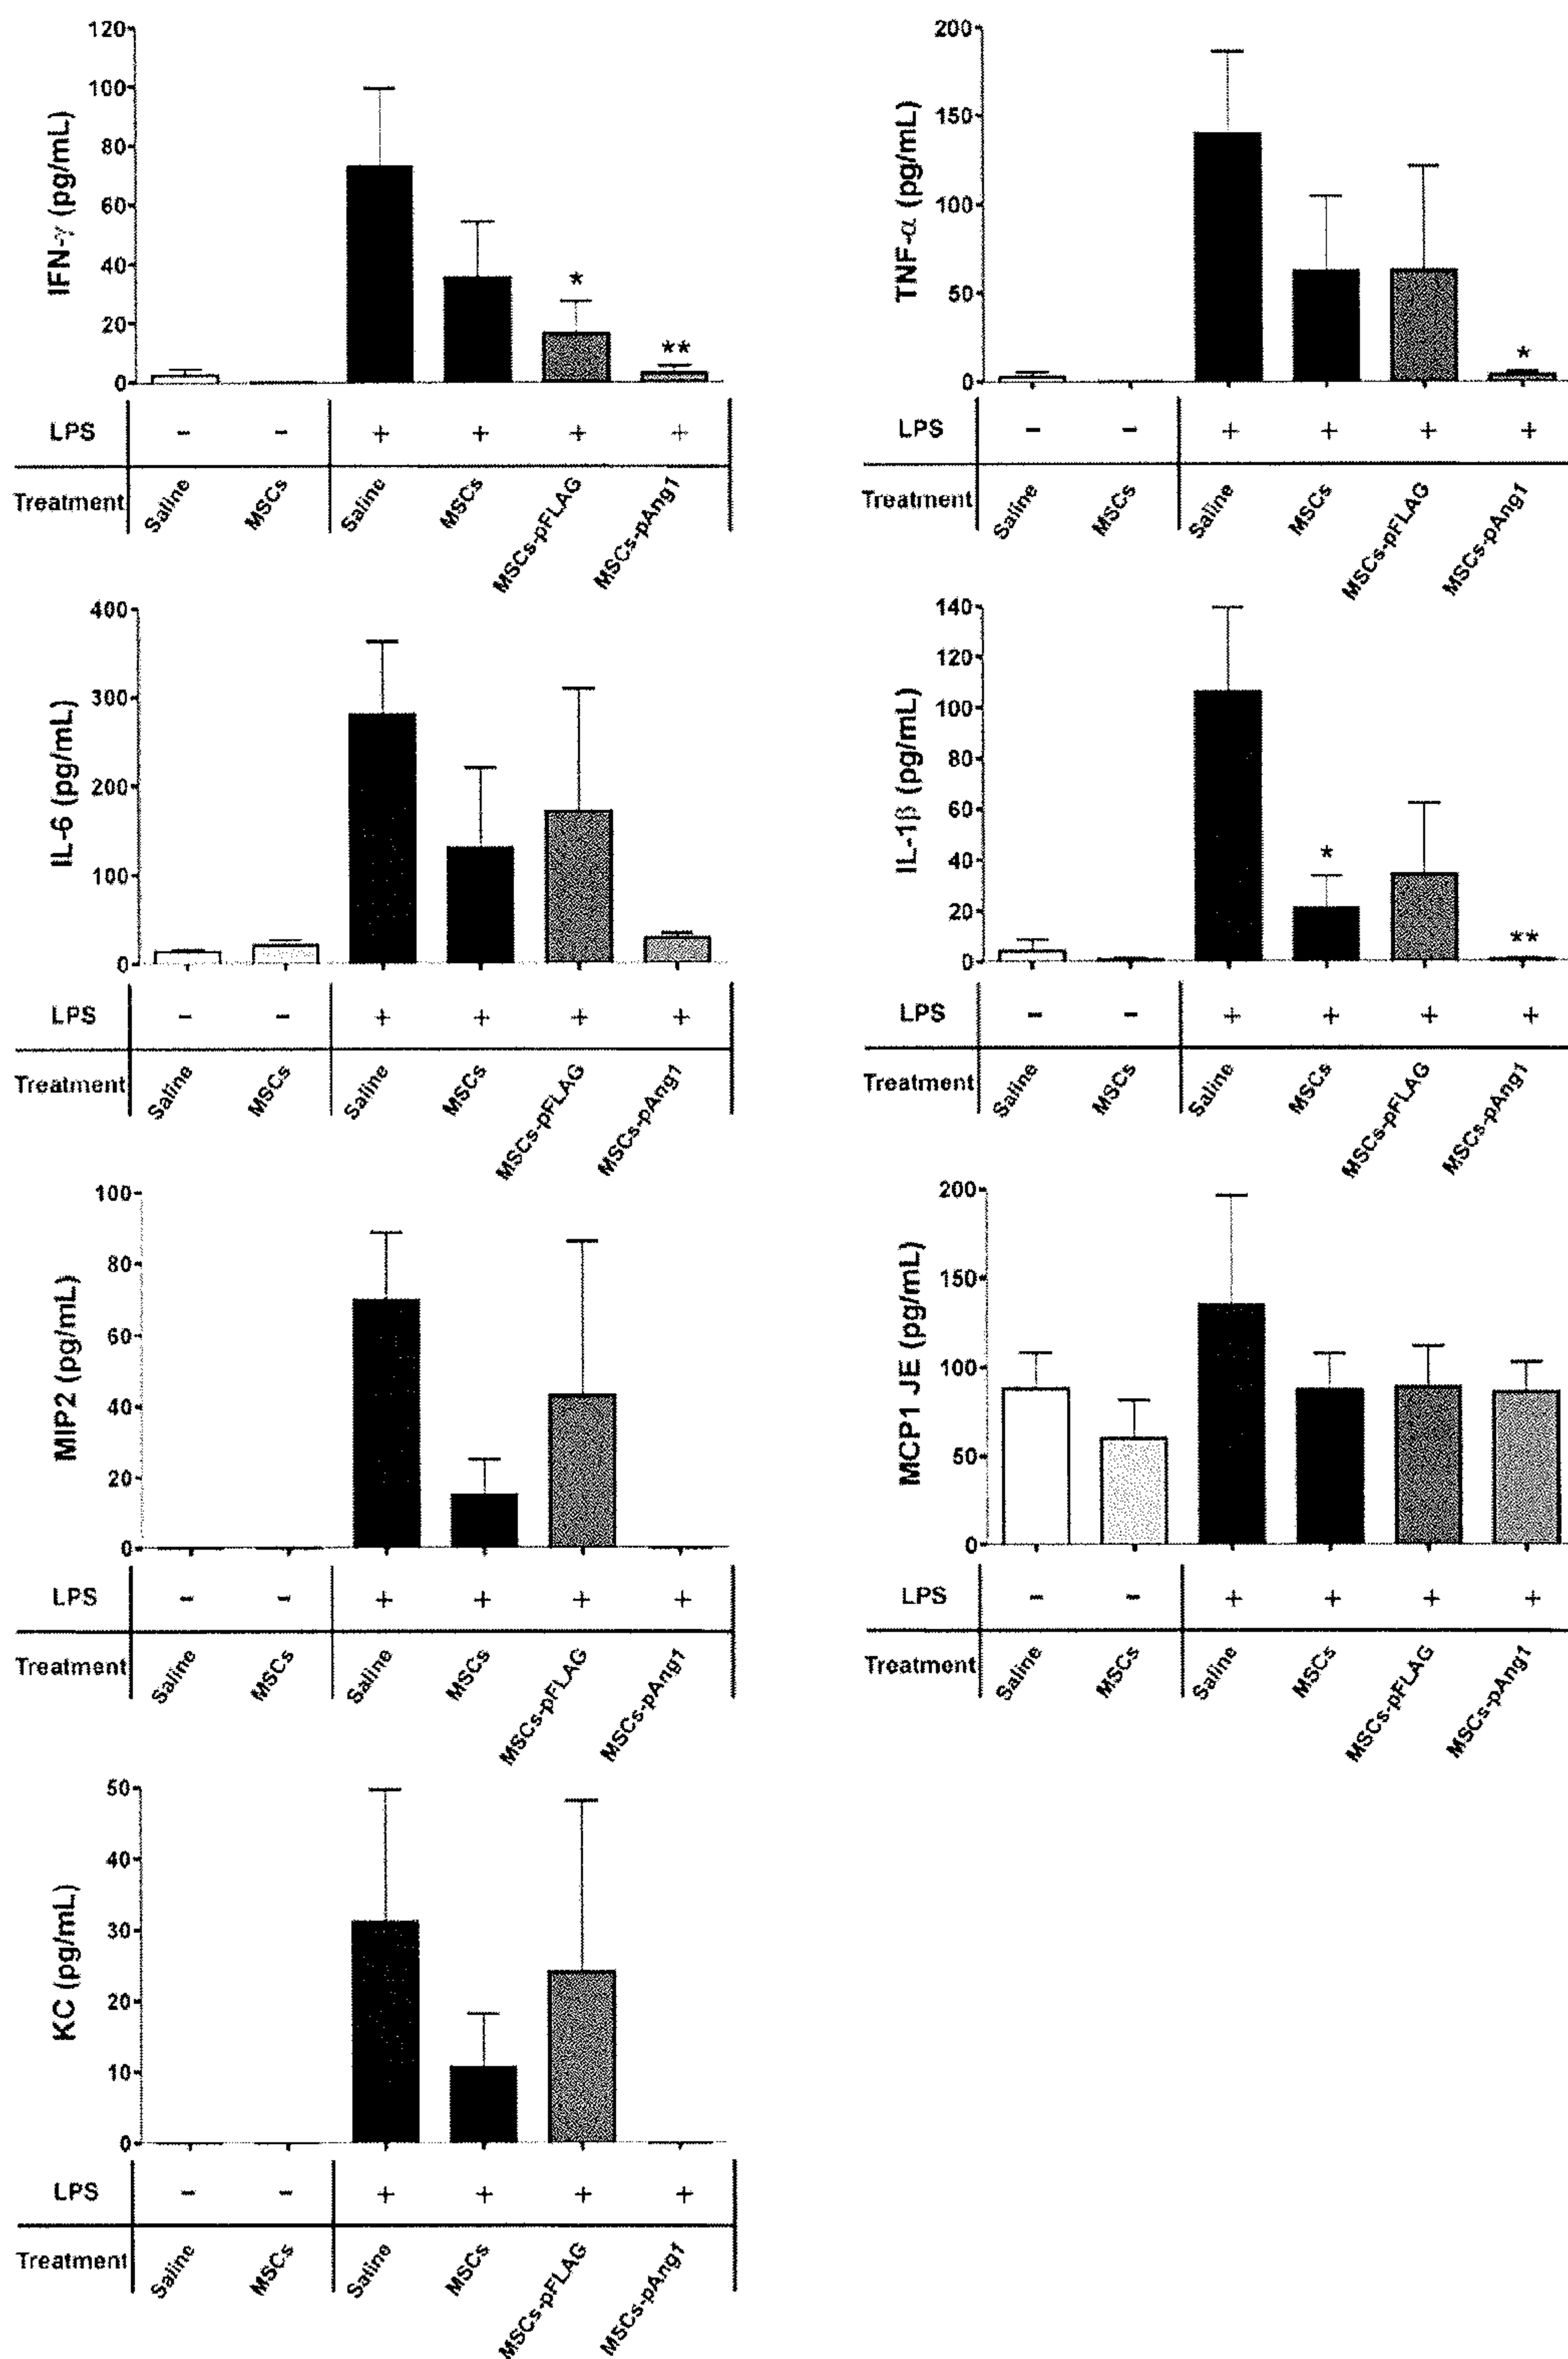 120
100
80
60
40
20
0
IFN-γ (pg/mL)
*
**
LPS - - + + + +
Treatment Saline MSCs Saline MSCs MSCs-pFLAG MSCs-pAng1
200
150
100
50
0
TNF-α (pg/mL)
*
LPS - - + + + +
Treatment Saline MSCs Saline MSCs MSCs-pFLAG MSCs-pAng1
400
300
200
100
0
IL-6 (pg/mL)
LPS - - + + + +
Treatment Saline MSCs Saline MSCs MSCs-pFLAG MSCs-pAng1
140
120
100
80
60
40
20
0
IL-1β (pg/mL)
*
**
LPS - - + + + +
Treatment Saline MSCs Saline MSCs MSCs-pFLAG MSCs-pAng1
100
80
60
40
20
0
MIP2 (pg/mL)
LPS - - + + + +
Treatment Saline MSCs Saline MSCs MSCs-pFLAG MSCs-pAng1
200
150
100
50
0
MCP1 JE (pg/mL)
LPS - - + + + +
Treatment Saline MSCs Saline MSCs MSCs-pFLAG MSCs-pAng1
50
40
30
20
10
0
KC (pg/mL)
LPS - - + + + +
Treatment Saline MSCs Saline MSCs MSCs-pFLAG MSCs-pAng1